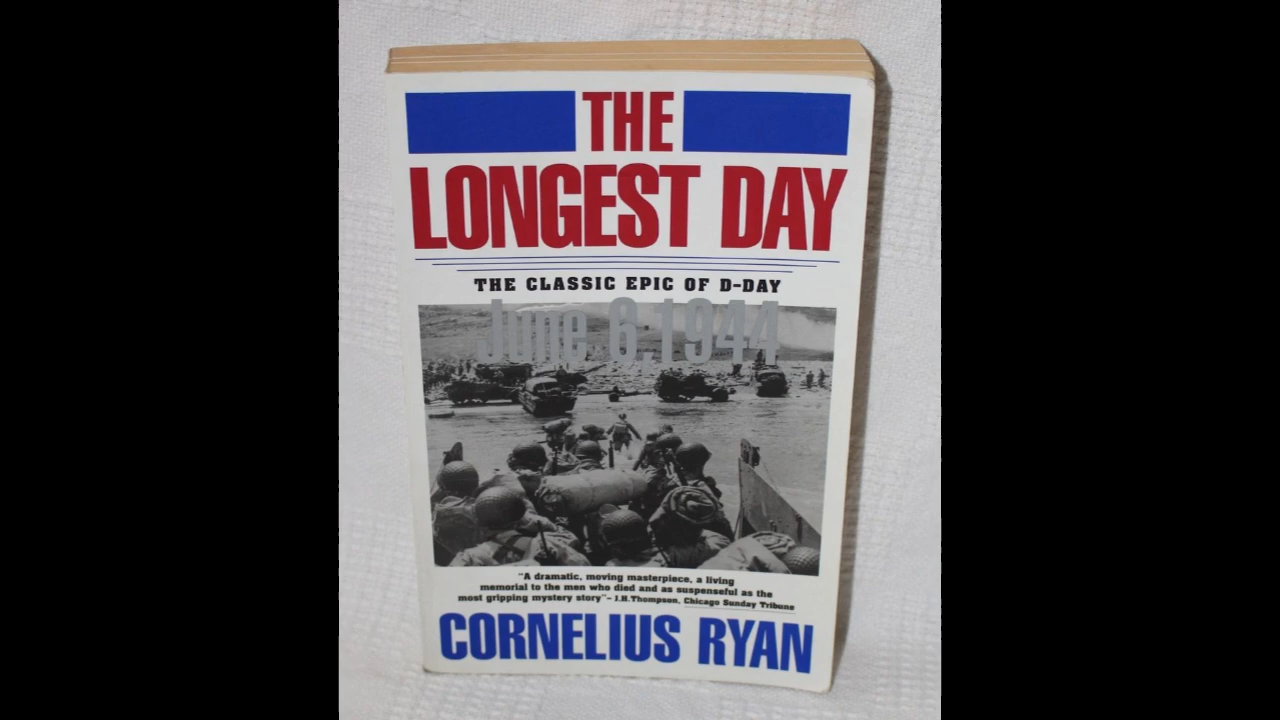 THE
LONGEST DAY
THE CLASSIC EPIC OF D-DAY
June 6, 1944
"A dramatic, moving masterpiece, a living
memorial to the men who died and as suspenseful as the
most gripping mystery story"– J.H.Thompson, Chicago Sunday Tribune
CORNELIUS RYAN